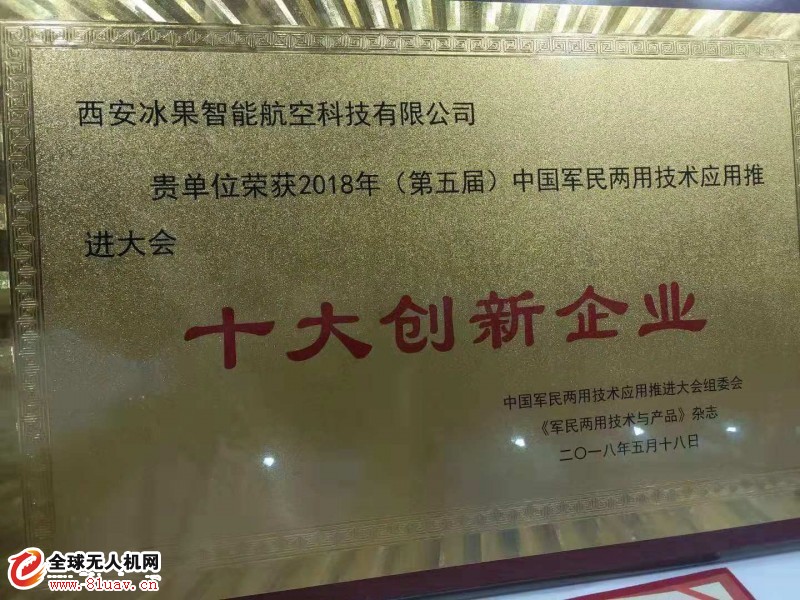 西安冰果智能航空科技有限公司
贵单位荣获2018年（第五届）中国军民两用技术应用推
进大会
十大创新企业
中国军民两用技术应用推进大会组委会
《军民两用技术与产品》杂志
二〇一八年五月十八日
全球无人机网
www.81uav.cn